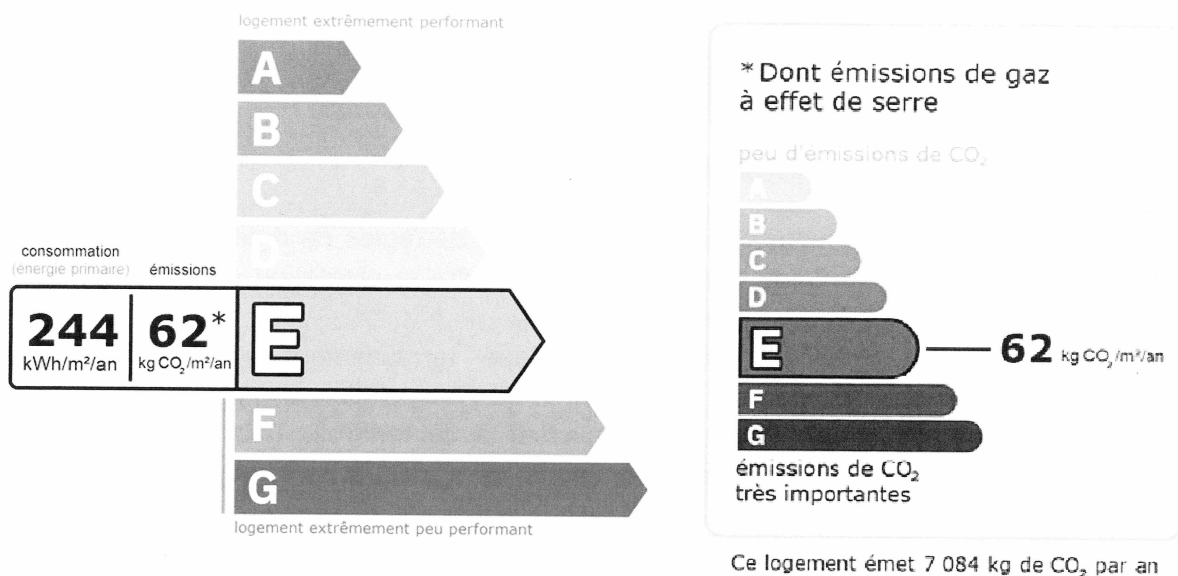 logement extrêmement performant
A
B
C
D
consommation
(énergie primaire)
émissions
244
kWh/m²/an
62*
kg CO₂/m²/an
E
F
G
logement extrêmement peu performant
* Dont émissions de gaz
à effet de serre
peu d'émissions de CO₂
A
B
C
D
E
62 kg CO₂/m²/an
F
G
émissions de CO₂
très importantes
Ce logement émet 7 084 kg de CO₂ par an